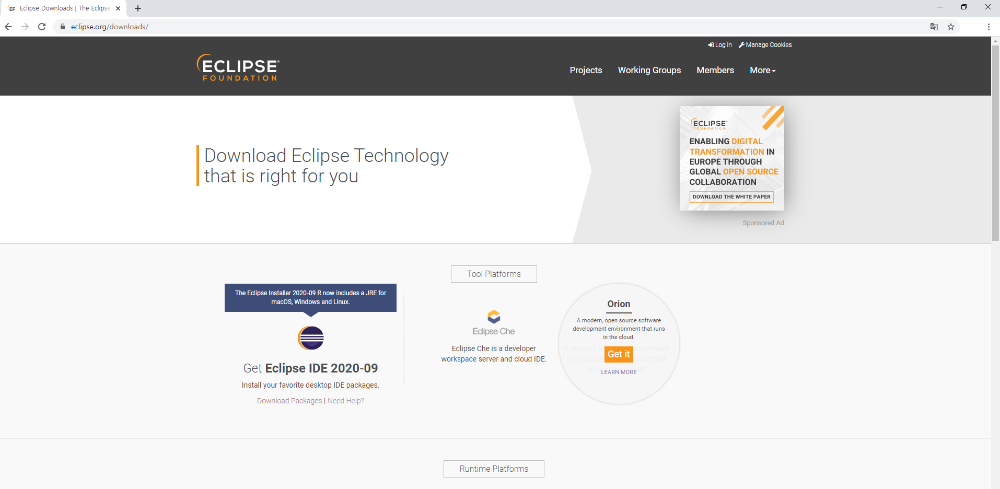 EF Eclipse Downloads | The Eclipse
eclipse.org/downloads/
Log in Manage Cookies
ECLIPSE®
FOUNDATION
Projects Working Groups Members More
Download Eclipse Technology
that is right for you
ECLIPSE
FOUNDATION
ENABLING DIGITAL
TRANSFORMATION IN
EUROPE THROUGH
GLOBAL OPEN SOURCE
COLLABORATION
DOWNLOAD THE WHITE PAPER
Sponsored Ad
Tool Platforms
The Eclipse Installer 2020-09 R now includes a JRE for
macOS, Windows and Linux.
Get Eclipse IDE 2020-09
Install your favorite desktop IDE packages.
Download Packages | Need Help?
Eclipse Che
Eclipse Che is a developer
workspace server and cloud IDE.
Orion
A modern, open source software
development environment that runs
in the cloud.
Get it
LEARN MORE
Runtime Platforms